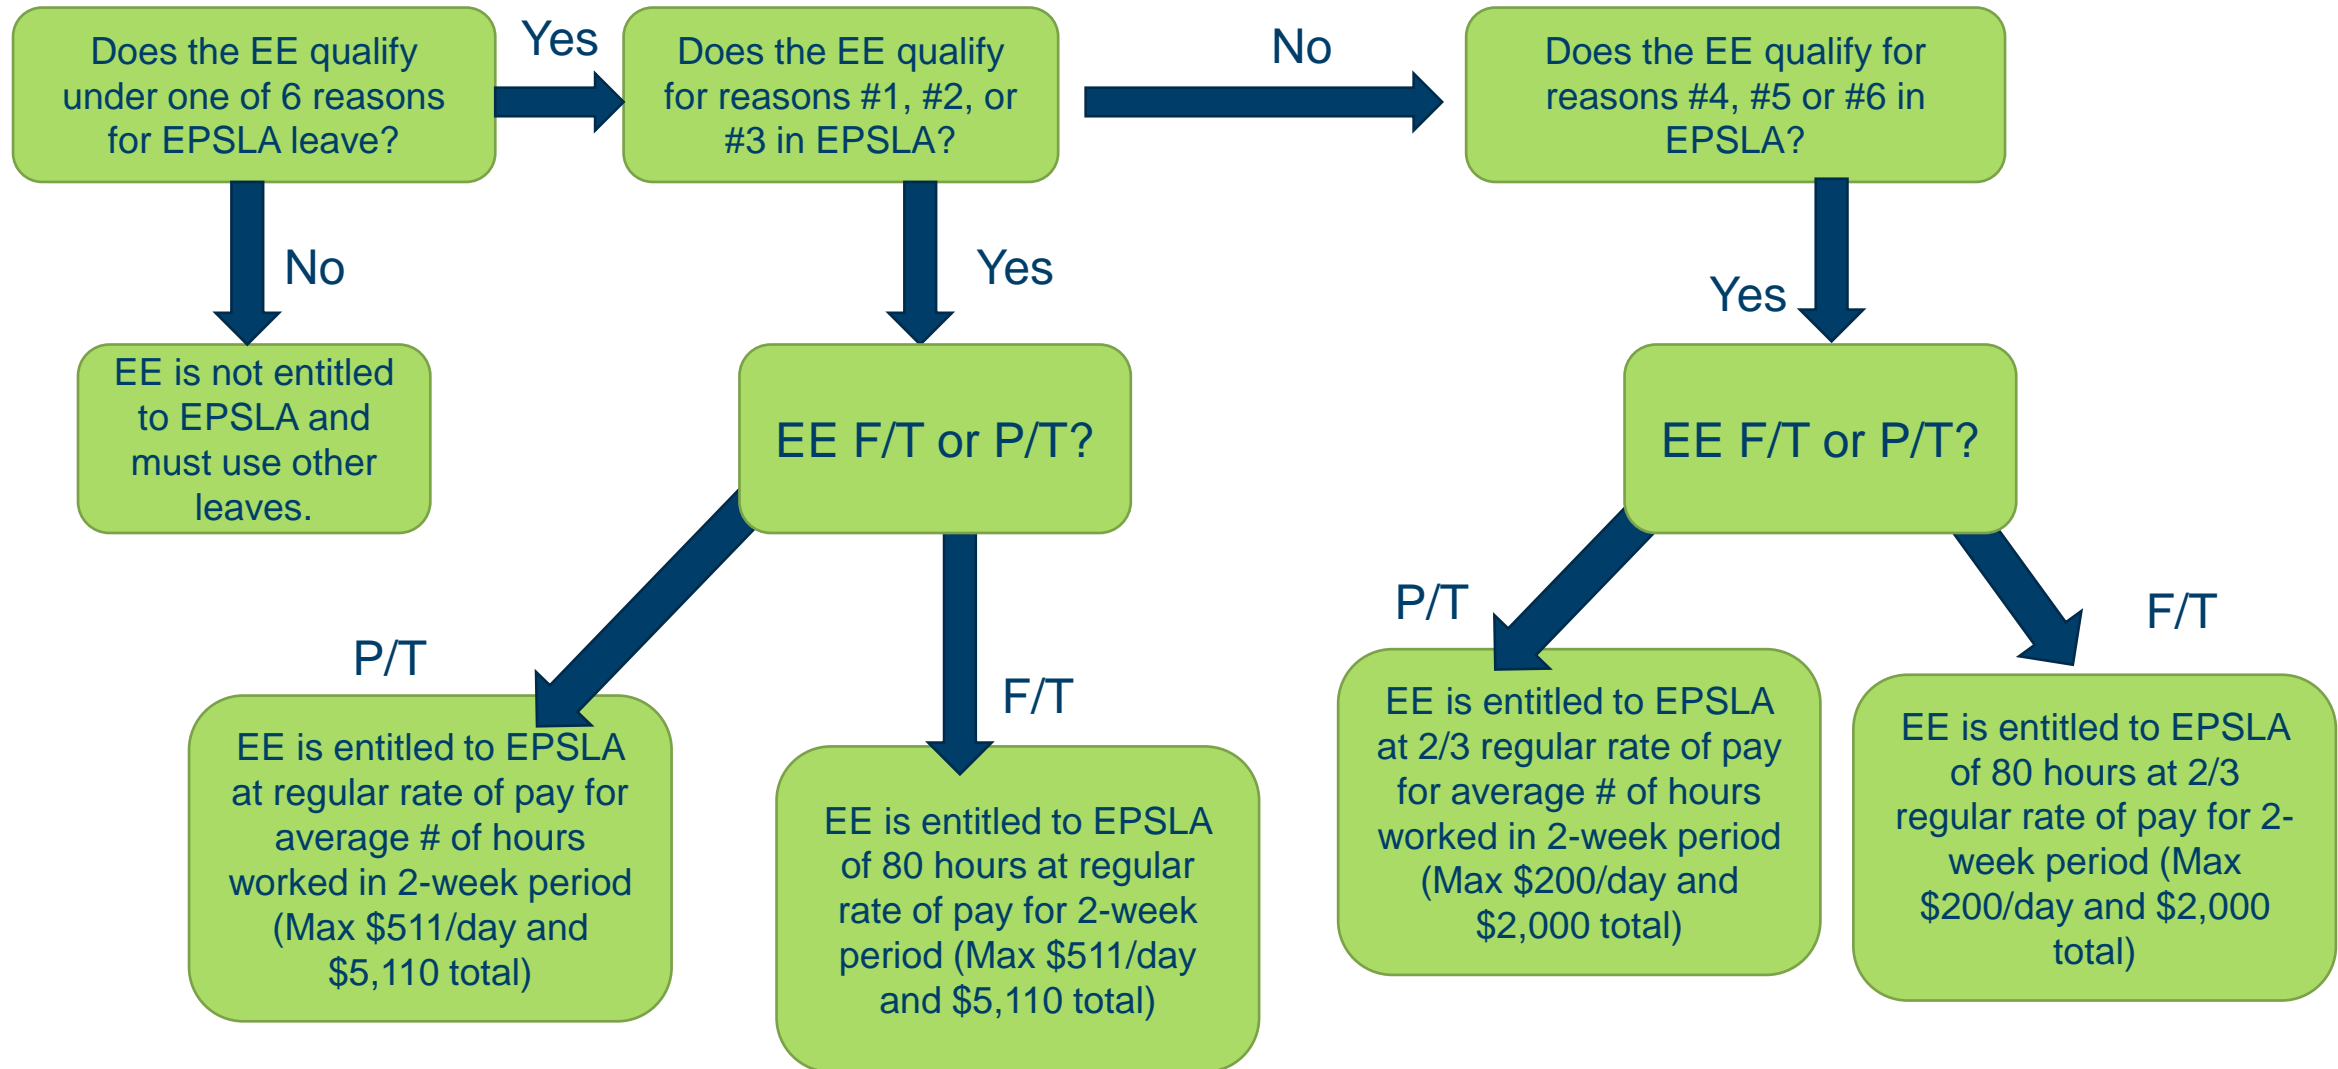 Does the EE qualify
under one of 6 reasons
for EPSLA leave?
Yes
Does the EE qualify
for reasons #1, #2, or
#3 in EPSLA?
No
Does the EE qualify for
reasons #4, #5 or #6 in
EPSLA?
No
Yes
Yes
EE is not entitled
to EPSLA and
must use other
leaves.
EE F/T or P/T?
EE F/T or P/T?
P/T
F/T
P/T
F/T
EE is entitled to EPSLA
at regular rate of pay for
average # of hours
worked in 2-week period
(Max $511/day and
$5,110 total)
EE is entitled to EPSLA
of 80 hours at regular
rate of pay for 2-week
period (Max $511/day
and $5,110 total)
EE is entitled to EPSLA
at 2/3 regular rate of pay
for average # of hours
worked in 2-week period
(Max $200/day and
$2,000 total)
EE is entitled to EPSLA
of 80 hours at 2/3
regular rate of pay for 2-
week period (Max
$200/day and $2,000
total)